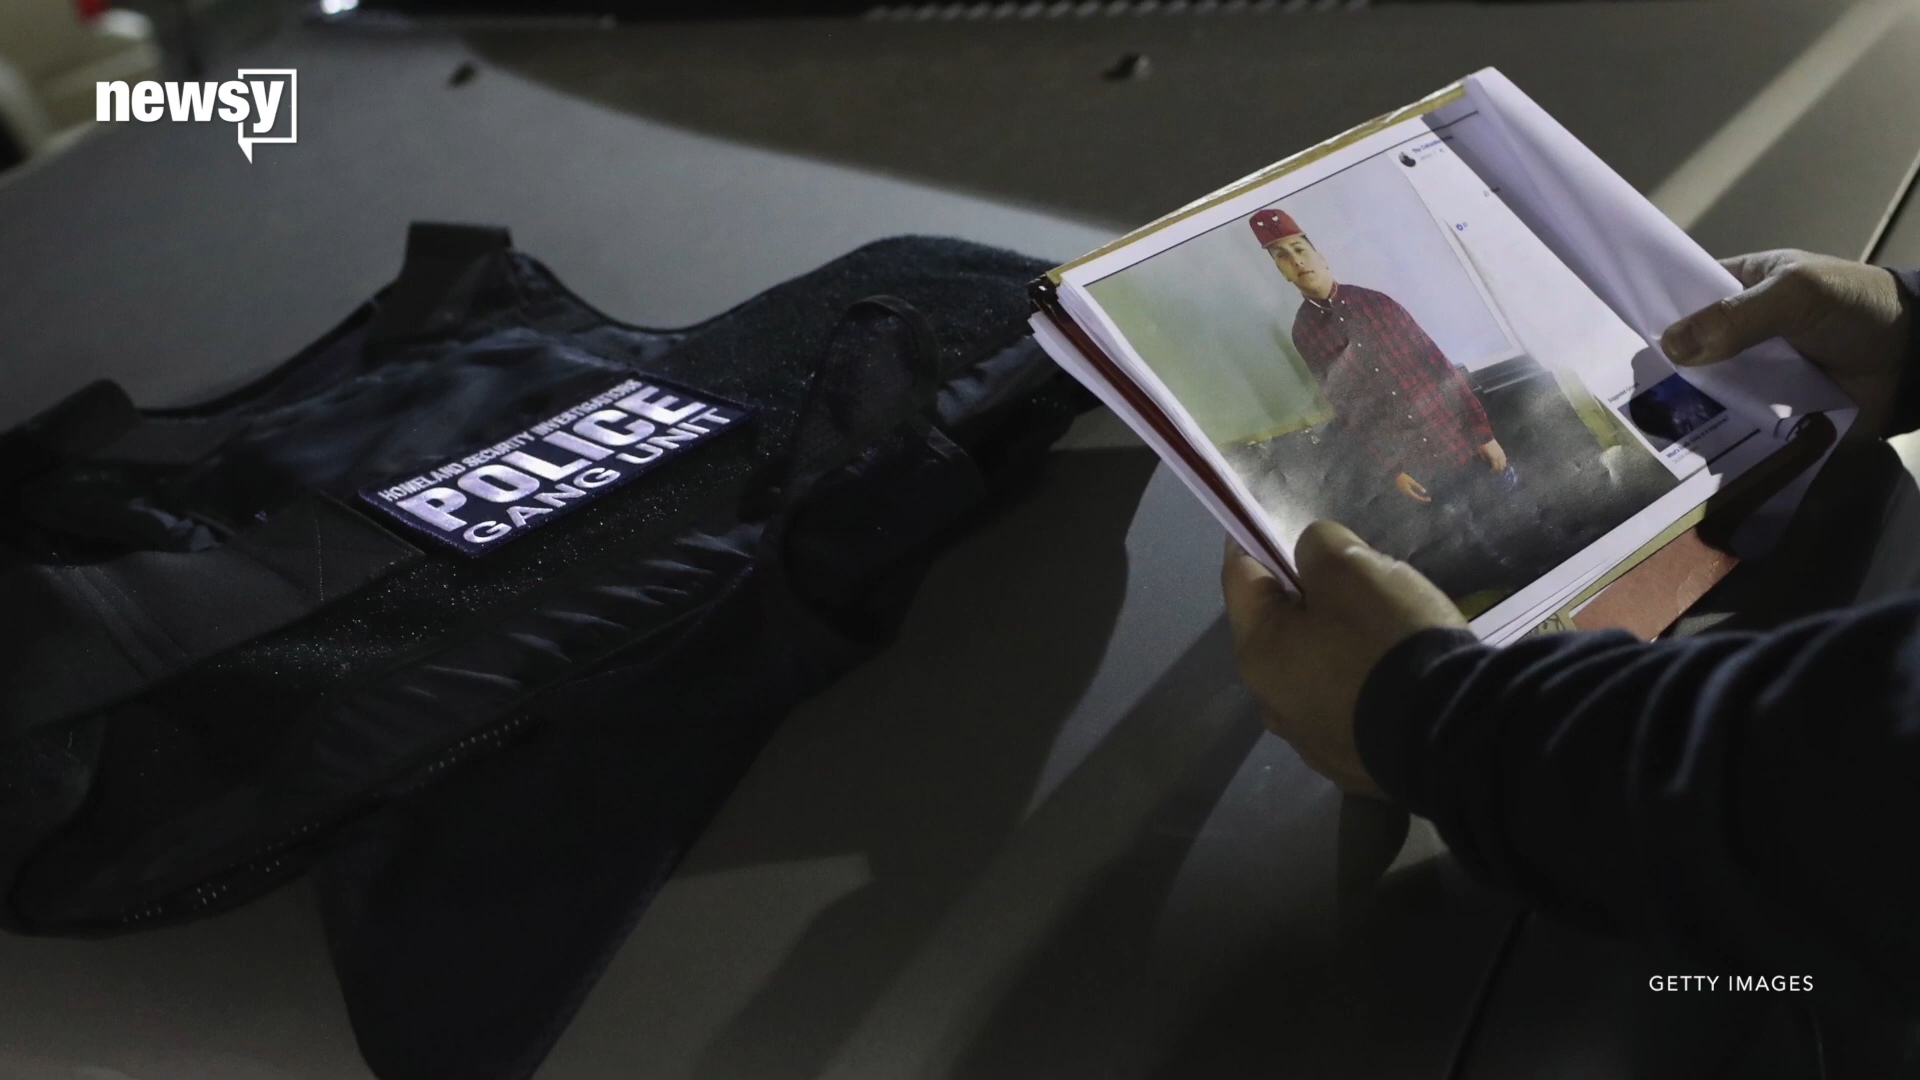 newsy
HOMELAND SECURITY INVESTIGATIONS
POLICE
GANG UNIT
GETTY IMAGES